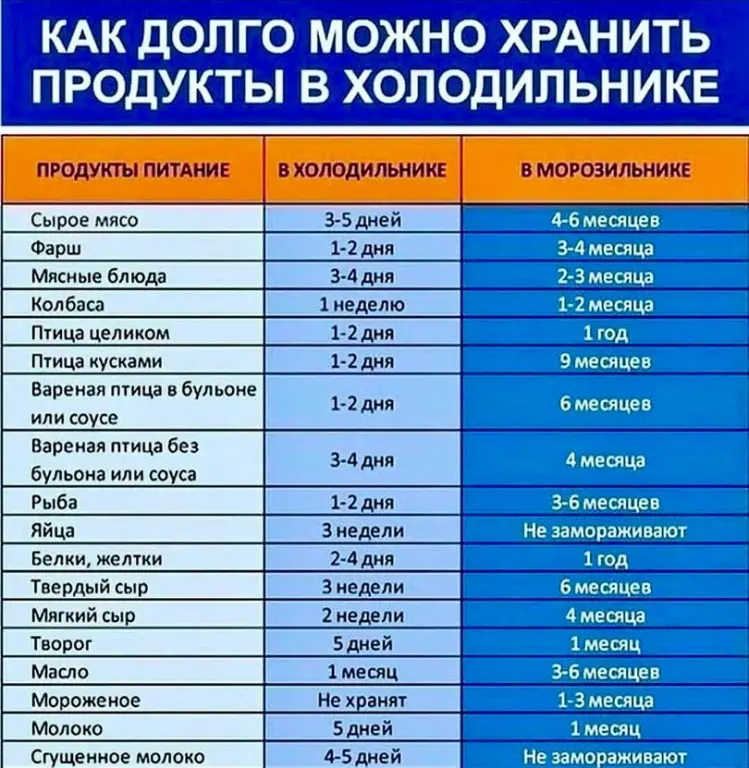 КАК ДОЛГО МОЖНО ХРАНИТЬ
ПРОДУКТЫ В ХОЛОДИЛЬНИКЕ
ПРОДУКТЫ ПИТАНИЕ В ХОЛОДИЛЬНИКЕ В МОРОЗИЛЬНИКЕ
Сырое мясо 3-5 дней 4-6 месяцев
Фарш 1-2 дня 3-4 месяца
Мясные блюда 3-4 дня 2-3 месяца
Колбаса 1 неделю 1-2 месяца
Птица целиком 1-2 дня 1 год
Птица кусками 1-2 дня 9 месяцев
Вареная птица в бульоне
или соусе 1-2 дня 6 месяцев
Вареная птица без
бульона или соуса 3-4 дня 4 месяца
Рыба 1-2 дня 3-6 месяцев
Яйца 3 недели Не замораживают
Белки, желтки 2-4 дня 1 год
Твердый сыр 3 недели 6 месяцев
Мягкий сыр 2 недели 4 месяца
Творог 5 дней 1 месяц
Масло 1 месяц 3-6 месяцев
Мороженое Не хранят 1-3 месяца
Молоко 5 дней 1 месяц
Сгущенное молоко 4-5 дней Не замораживают